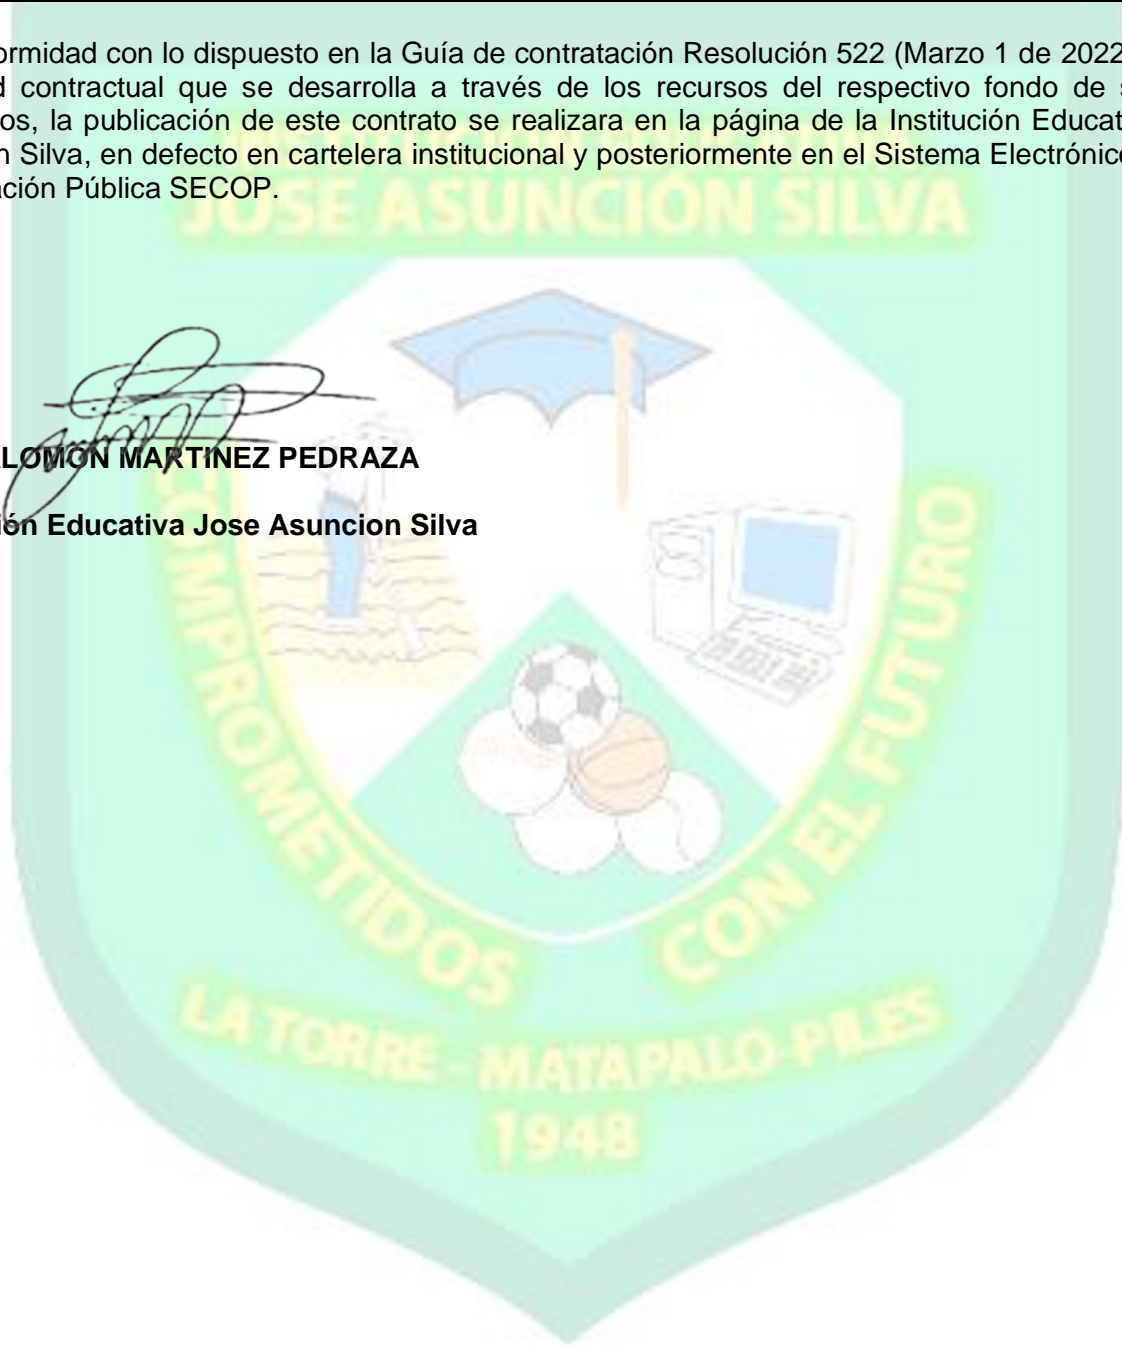 ormidad con lo dispuesto en la Guía de contratación Resolución 522 (Marzo 1 de 2022
d contractual que se desarrolla a través de los recursos del respectivo fondo de s
os, la publicación de este contrato se realizara en la página de la Institución Educat
n Silva, en defecto en cartelera institucional y posteriormente en el Sistema Electrónico
ación Pública SECOP.
JOSE ASUNCION SILVA
LOMON MARTINEZ PEDRAZA
ión Educativa Jose Asuncion Silva
COMPROMETIDOS CON EL FUTURO
LA TORRE - MATAPALO-PILES
1948